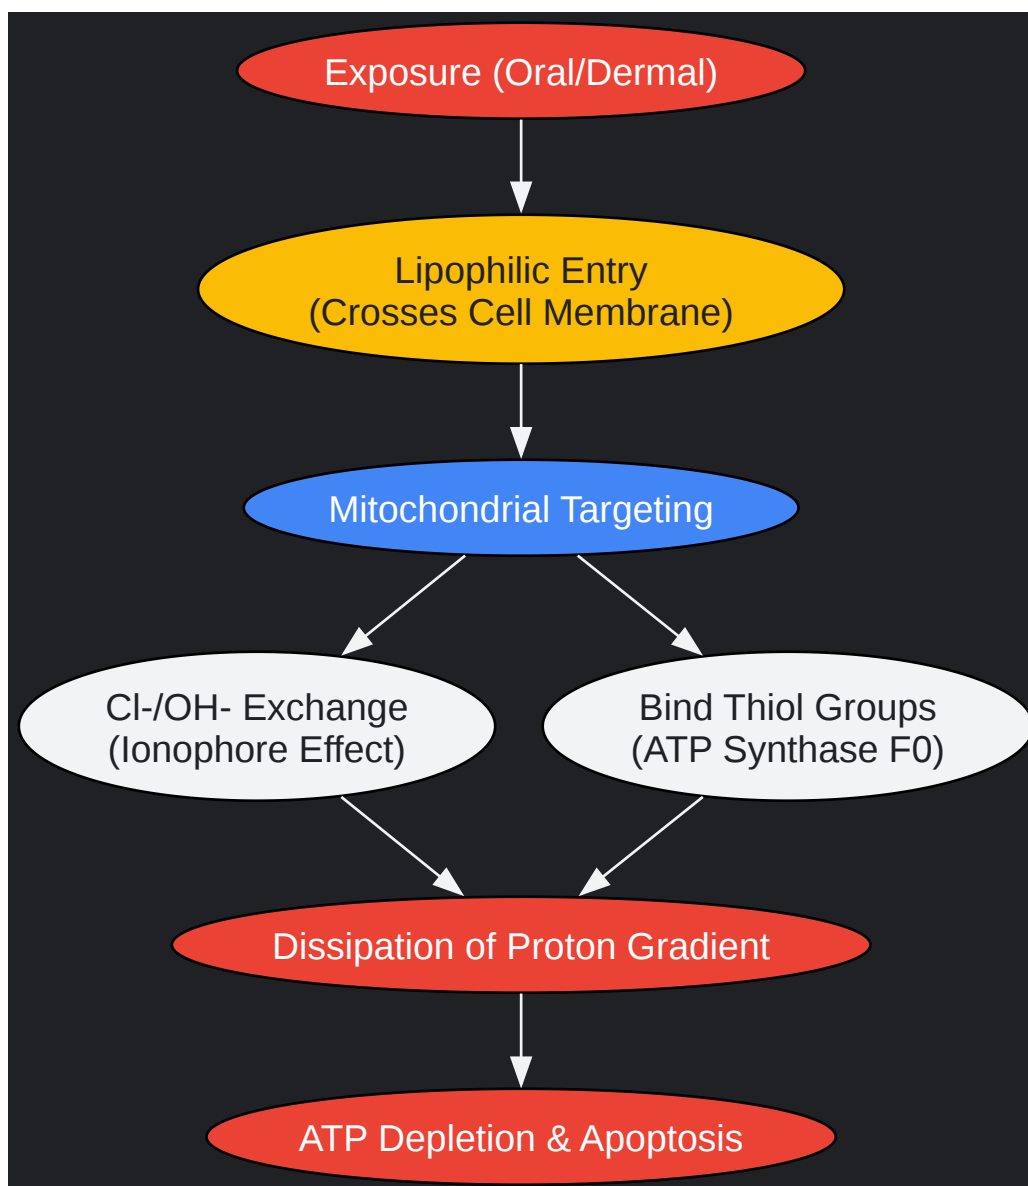 Exposure (Oral/Dermal)
Lipophilic Entry
(Crosses Cell Membrane)
Mitochondrial Targeting
Cl-/OH- Exchange
(Ionophore Effect)
Bind Thiol Groups
(ATP Synthase F0)
Dissipation of Proton Gradient
ATP Depletion & Apoptosis